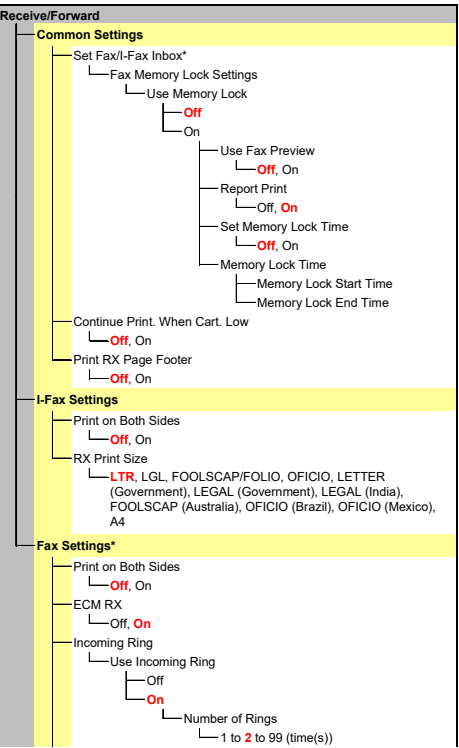 Receive/Forward
Common Settings
Set Fax/I-Fax Inbox*
Fax Memory Lock Settings
Use Memory Lock
Off
On
Use Fax Preview
Off, On
Report Print
Off, On
Set Memory Lock Time
Off, On
Memory Lock Time
Memory Lock Start Time
Memory Lock End Time
Continue Print. When Cart. Low
Off, On
Print RX Page Footer
Off, On
I-Fax Settings
Print on Both Sides
Off, On
RX Print Size
LTR, LGL, FOOLSCAP/FOLIO, OFICIO, LETTER
(Government), LEGAL (Government), LEGAL (India),
FOOLSCAP (Australia), OFICIO (Brazil), OFICIO (Mexico),
A4
Fax Settings*
Print on Both Sides
Off, On
ECM RX
Off, On
Incoming Ring
Use Incoming Ring
Off
On
Number of Rings
1 to 2 to 99 (time(s))